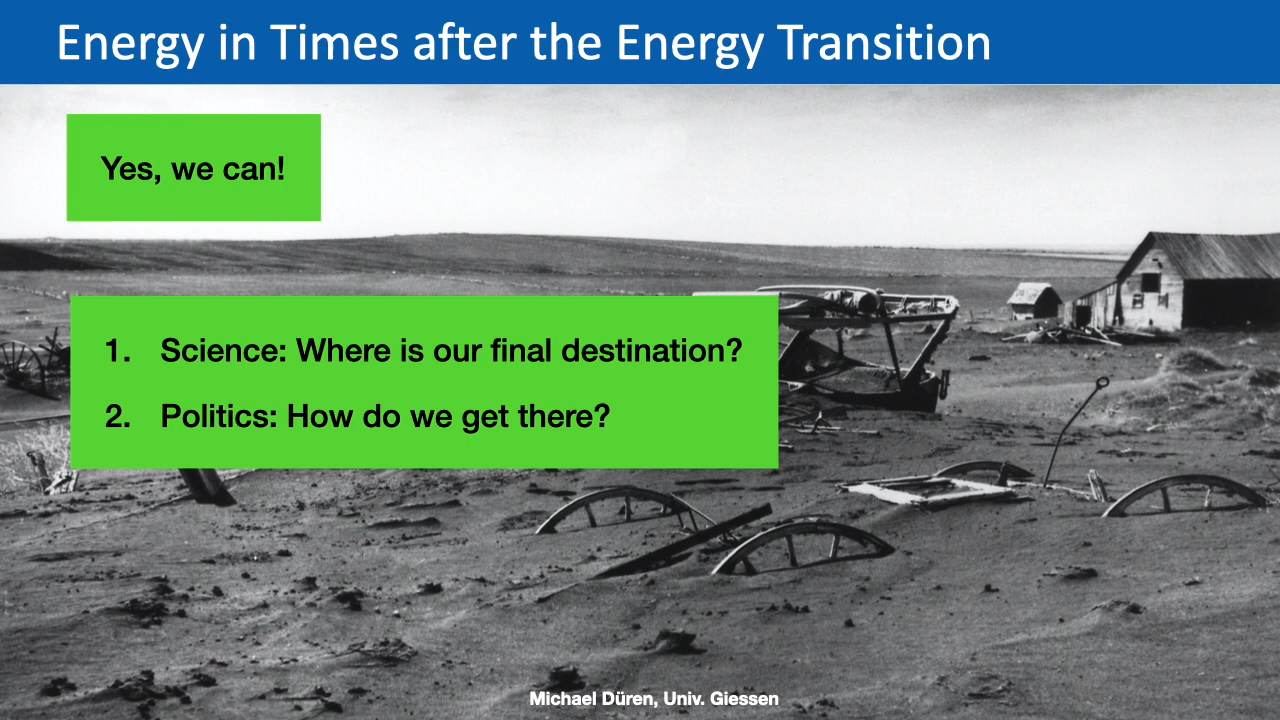 Energy in Times after the Energy Transition
Yes, we can!
1. Science: Where is our final destination?
2. Politics: How do we get there?
Michael Düren, Univ. Giessen